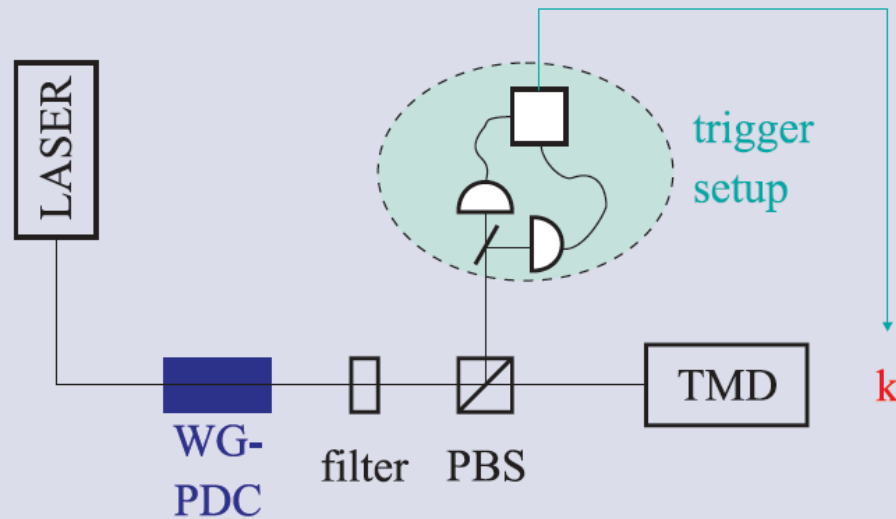 LASER
trigger
setup
WG-
PDC
filter
PBS
TMD
k